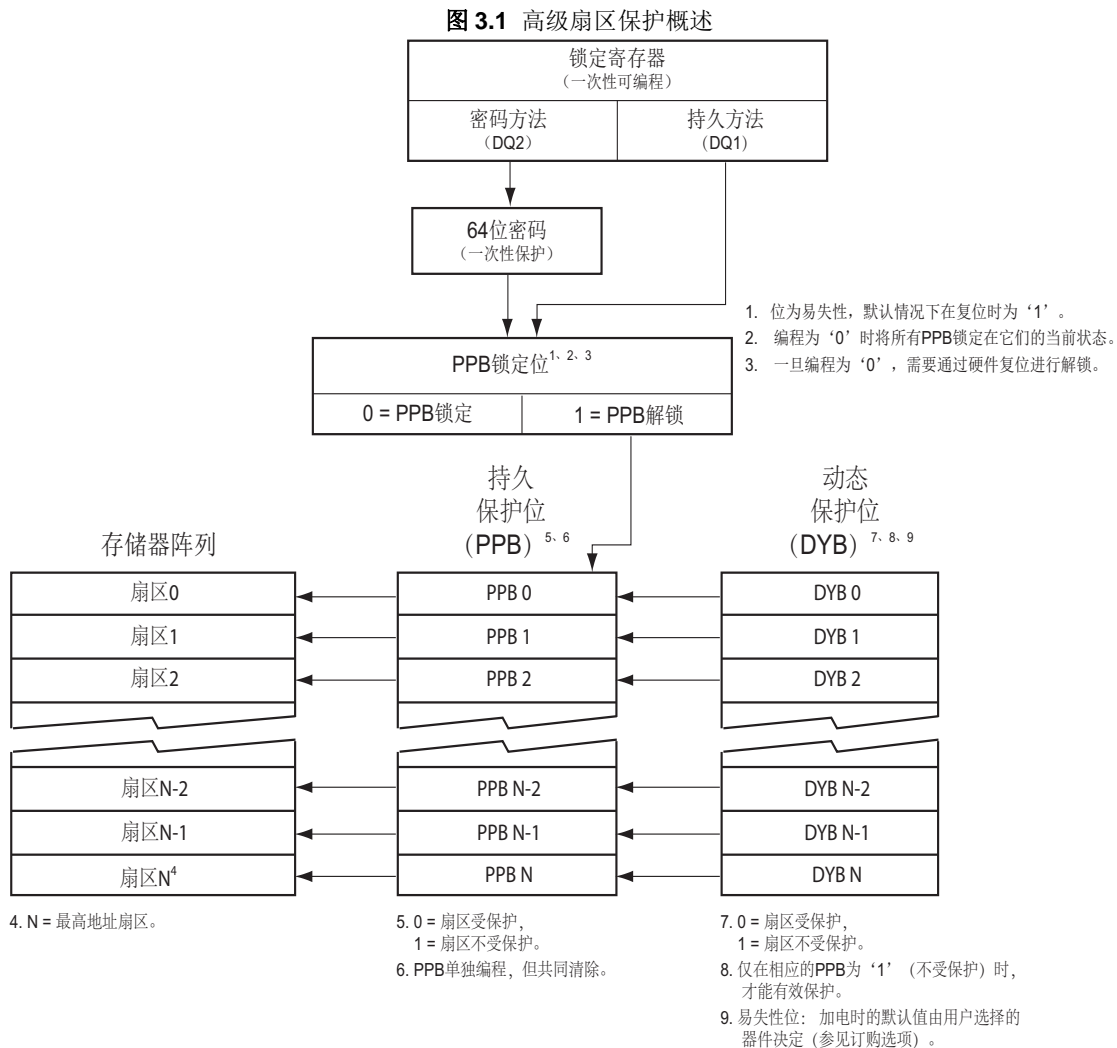 图 3.1 高级扇区保护概述
锁定寄存器
（一次性可编程）
密码方法
（DQ2）
持久方法
（DQ1）
64位密码
（一次性保护）
1. 位为易失性，默认情况下在复位时为‘1’。
2. 编程为‘0’时将所有PPB锁定在它们的当前状态。
3. 一旦编程为‘0’，需要通过硬件复位进行解锁。
PPB锁定位1、2、3
0 = PPB锁定
1 = PPB解锁
存储器阵列
持久
保护位
（PPB）5、6
动态
保护位
（DYB）7、8、9
扇区0
PPB 0
DYB 0
扇区1
PPB 1
DYB 1
扇区2
PPB 2
DYB 2
扇区N-2
PPB N-2
DYB N-2
扇区N-1
PPB N-1
DYB N-1
扇区N4
PPB N
DYB N
4. N = 最高地址扇区。
5. 0 = 扇区受保护，
1 = 扇区不受保护。
6. PPB单独编程，但共同清除。
7. 0 = 扇区受保护，
1 = 扇区不受保护。
8. 仅在相应的PPB为‘1’（不受保护）时，
才能有效保护。
9. 易失性位： 加电时的默认值由用户选择的
器件决定（参见订购选项）。